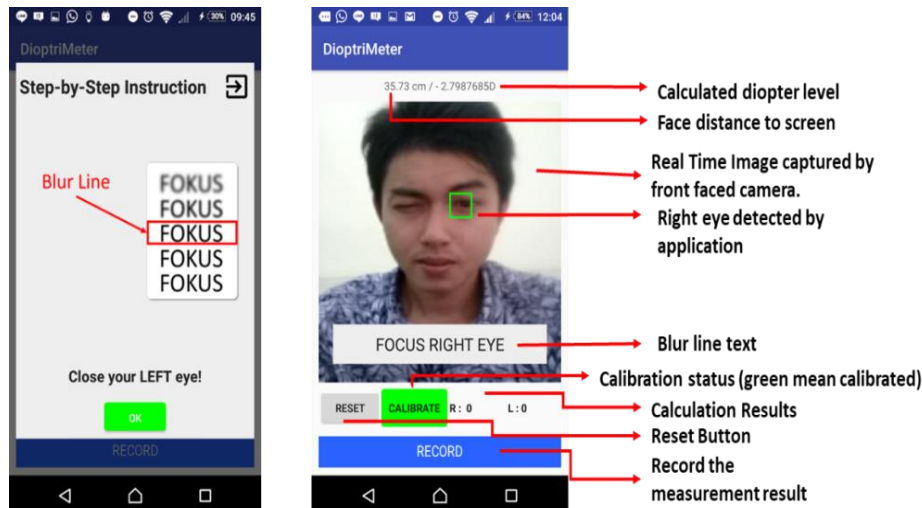 30% 09:45
DioptriMeter
Step-by-Step Instruction
Blur Line
FOKUS
FOKUS
FOKUS
FOKUS
FOKUS
Close your LEFT eye!
OK
RECORD
84% 12:04
DioptriMeter
35.73 cm / - 2.7987685D
FOCUS RIGHT EYE
RESET
CALIBRATE
R : 0
L : 0
RECORD
Calculated diopter level
Face distance to screen
Real Time Image captured by
front faced camera.
Right eye detected by
application
Blur line text
Calibration status (green mean calibrated)
Calculation Results
Reset Button
Record the
measurement result